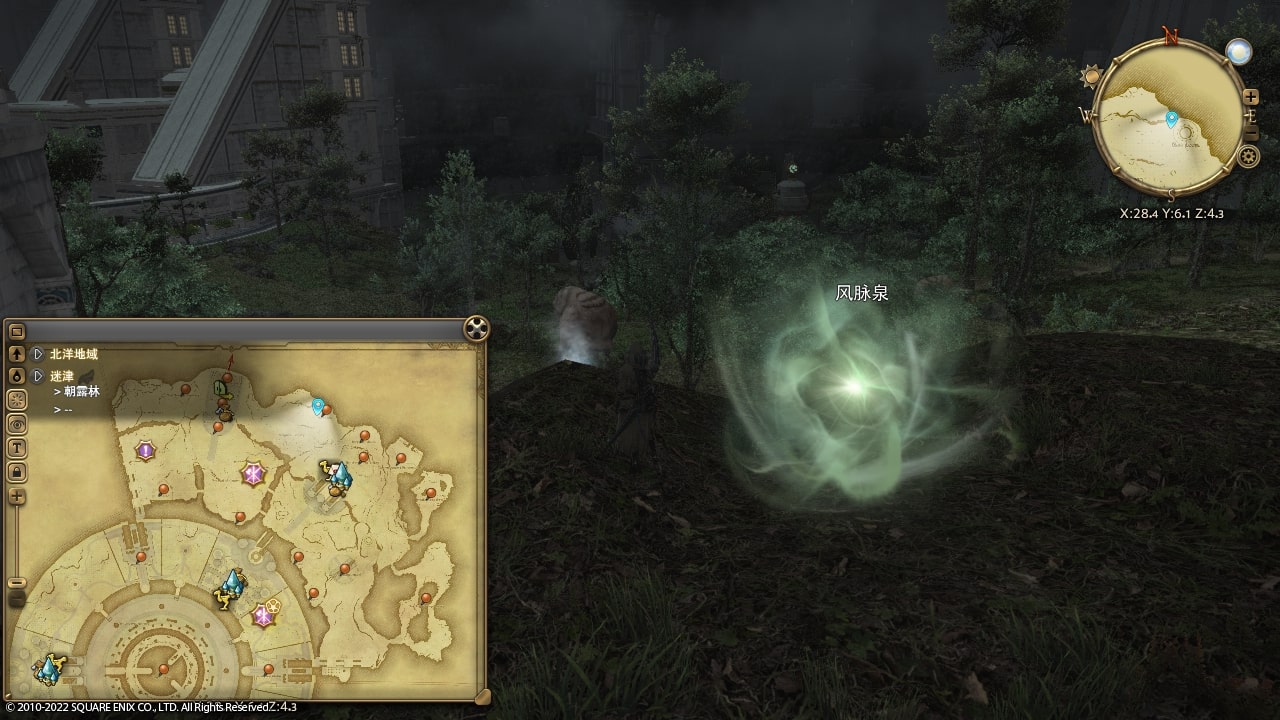 N
W
E
S
X:28.4 Y:6.1 Z:4.3
风脉泉
北洋地域
迷津
> 朝露林
> --
T
© 2010-2022 SQUARE ENIX CO., LTD. All Rights Reserved.Z:4.3